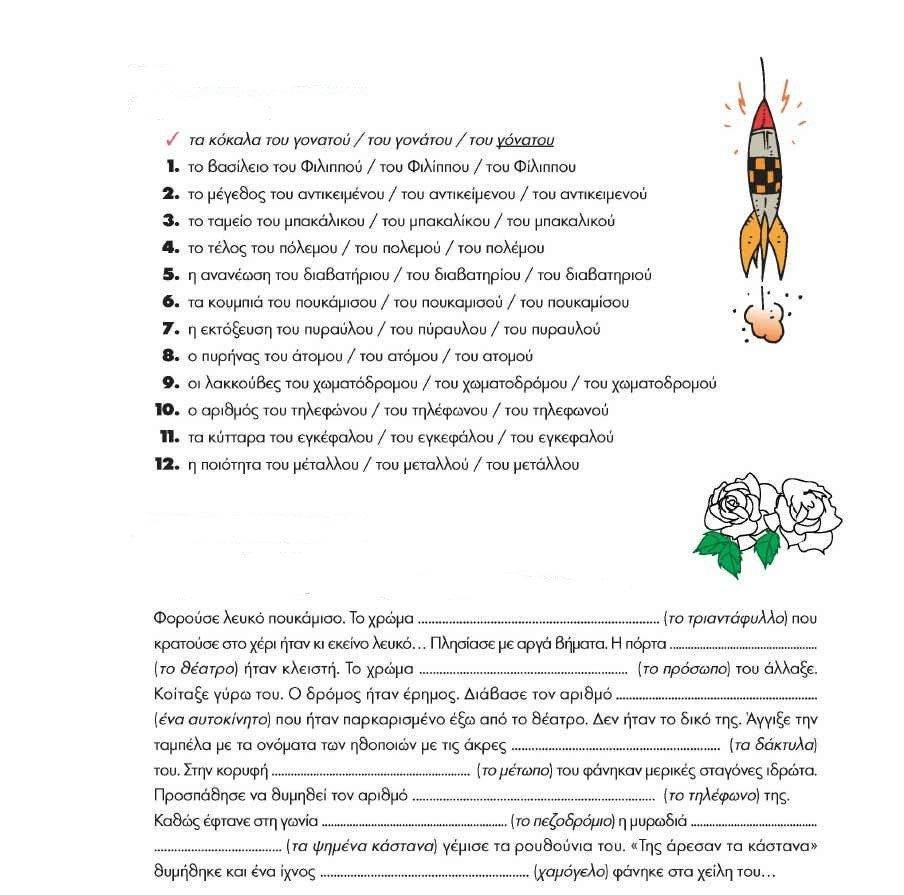 ✓ τα κόκαλα του γονατού / του γονάτου / του γόνατου
1. το βασίλειο του Φιλιππού / του Φιλίππου / του Φίλιππου
2. το μέγεθος του αντικειμένου / του αντικείμενου / του αντικειμενού
3. το ταμείο του μπακάλικου / του μπακαλίκου / του μπακαλικού
4. το τέλος του πόλεμου / του πολεμού / του πολέμου
5. η ανανέωση του διαβατήριου / του διαβατηρίου / του διαβατηριού
6. τα κουμπιά του πουκάμισου / του πουκαμισού / του πουκαμίσου
7. η εκτόξευση του πυραύλου / του πύραυλου / του πυραυλού
8. ο πυρήνας του άτομου / του ατόμου / του ατομού
9. οι λακκούβες του χωματόδρομου / του χωματοδρόμου / του χωματοδρομού
10. ο αριθμός του τηλεφώνου / του τηλέφωνου / του τηλεφωνού
11. τα κύτταρα του εγκέφαλου / του εγκεφάλου / του εγκεφαλού
12. η ποιότητα του μέταλλου / του μεταλλού / του μετάλλου
Φορούσε λευκό πουκάμισο. Το χρώμα .................... (το τριαντάφυλλο) που
κρατούσε στο χέρι ήταν κι εκείνο λευκό... Πλησίασε με αργά βήματα. Η πόρτα ....................
(το θέατρο) ήταν κλειστή. Το χρώμα .................... (το πρόσωπο) του άλλαξε.
Κοίταξε γύρω του. Ο δρόμος ήταν έρημος. Διάβασε τον αριθμό ....................
(ένα αυτοκίνητο) που ήταν παρκαρισμένο έξω από το θέατρο. Δεν ήταν το δικό της. Άγγιξε την
ταμπέλα με τα ονόματα των ηθοποιών με τις άκρες .................... (τα δάκτυλα)
του. Στην κορυφή .................... (το μέτωπο) του φάνηκαν μερικές σταγόνες ιδρώτα.
Προσπάθησε να θυμηθεί τον αριθμό .................... (το τηλέφωνο) της.
Καθώς έφτανε στη γωνία .................... (το πεζοδρόμιο) η μυρωδιά ....................
.................... (τα ψημένα κάστανα) γέμισε τα ρουθούνια του. «Της άρεσαν τα κάστανα»
θυμήθηκε και ένα ίχνος .................... (χαμόγελο) φάνηκε στα χείλη του...